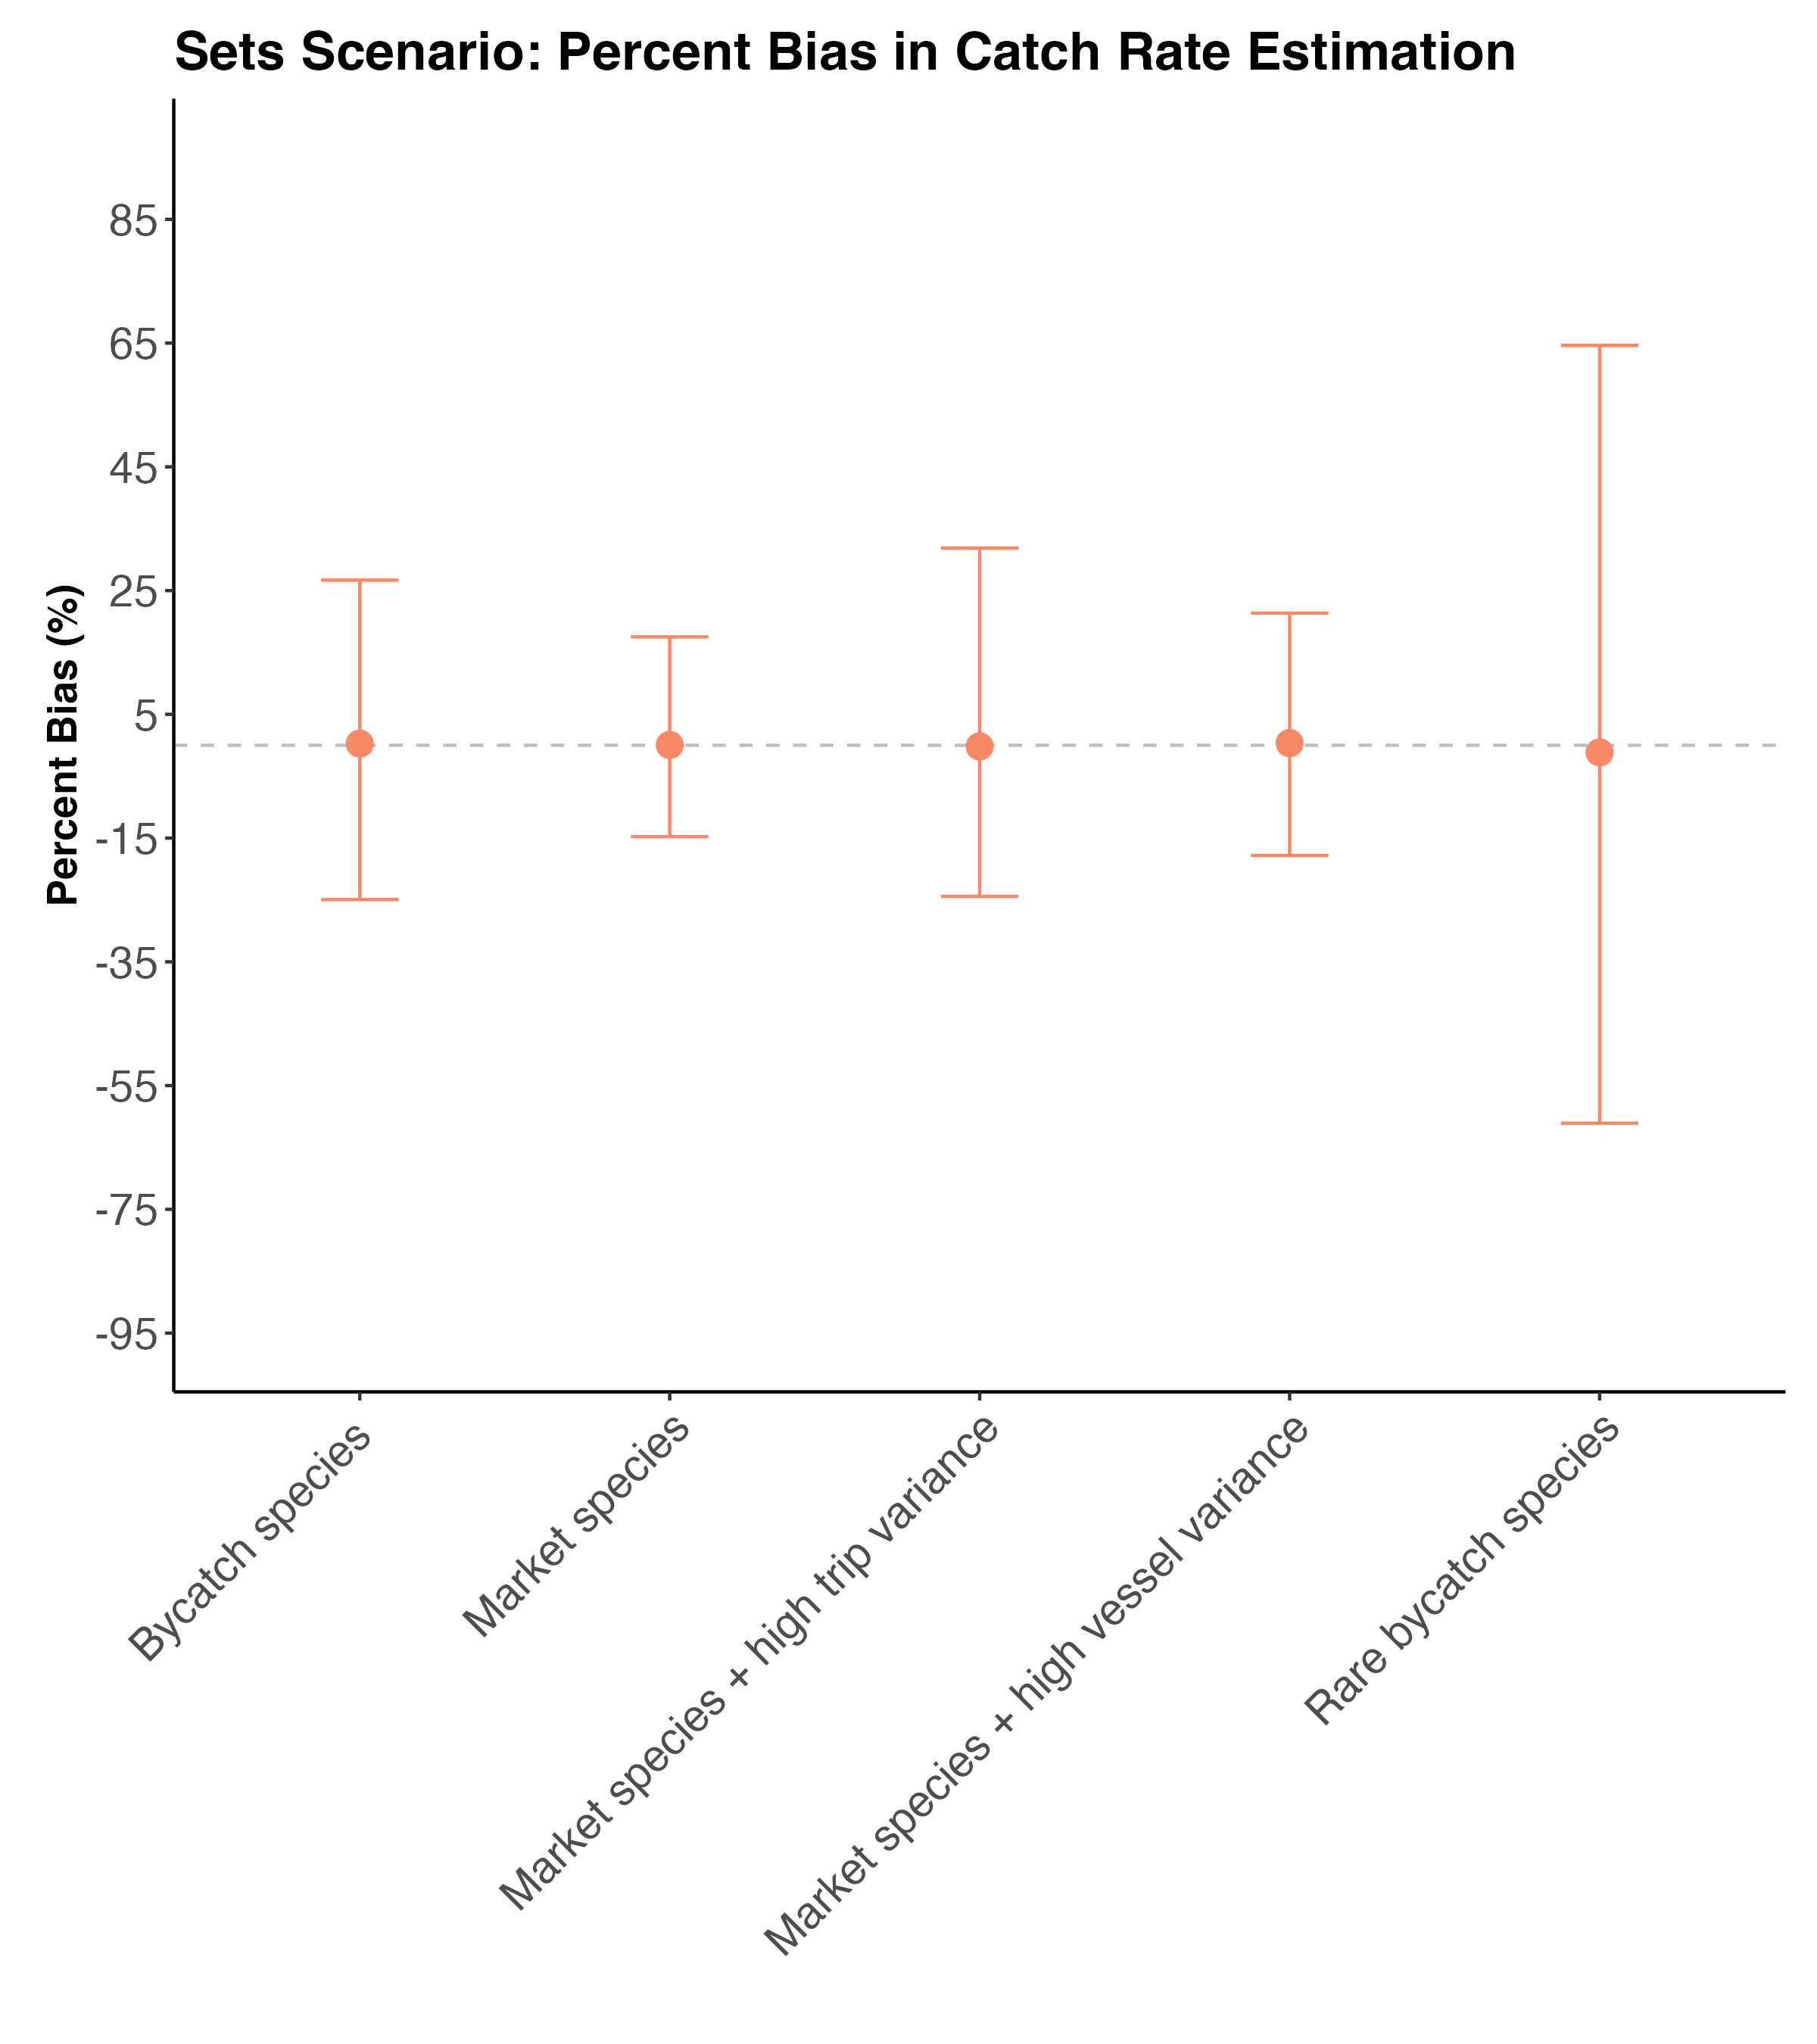 Sets Scenario: Percent Bias in Catch Rate Estimation
Percent Bias (%)
85
65
45
25
5
-15
-35
-55
-75
-95
Bycatch species
Market species
Market species + high trip variance
Market species + high vessel variance
Rare bycatch species